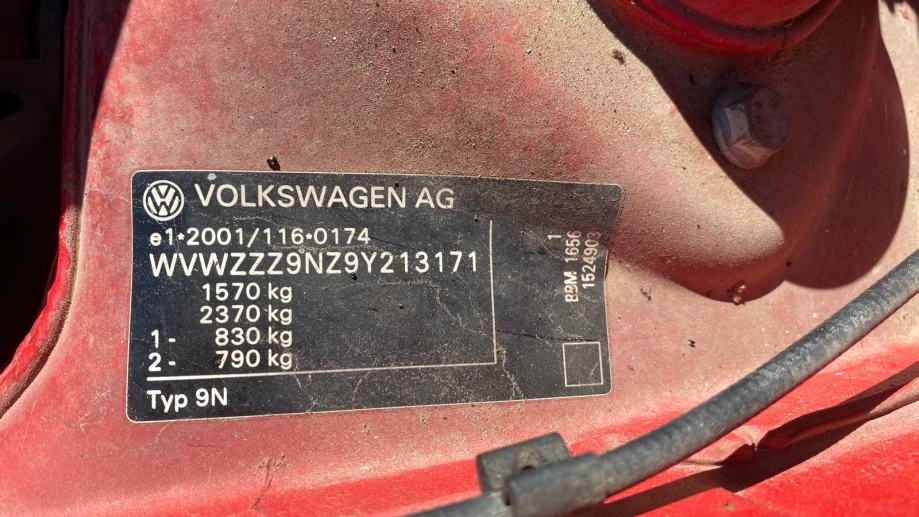 VOLKSWAGEN AG
e1*2001/116*0174
WVWZZZ9NZ9Y213171
1570 kg
2370 kg
1- 830 kg
2- 790 kg
Typ 9N
1
BBM 1656
1524903